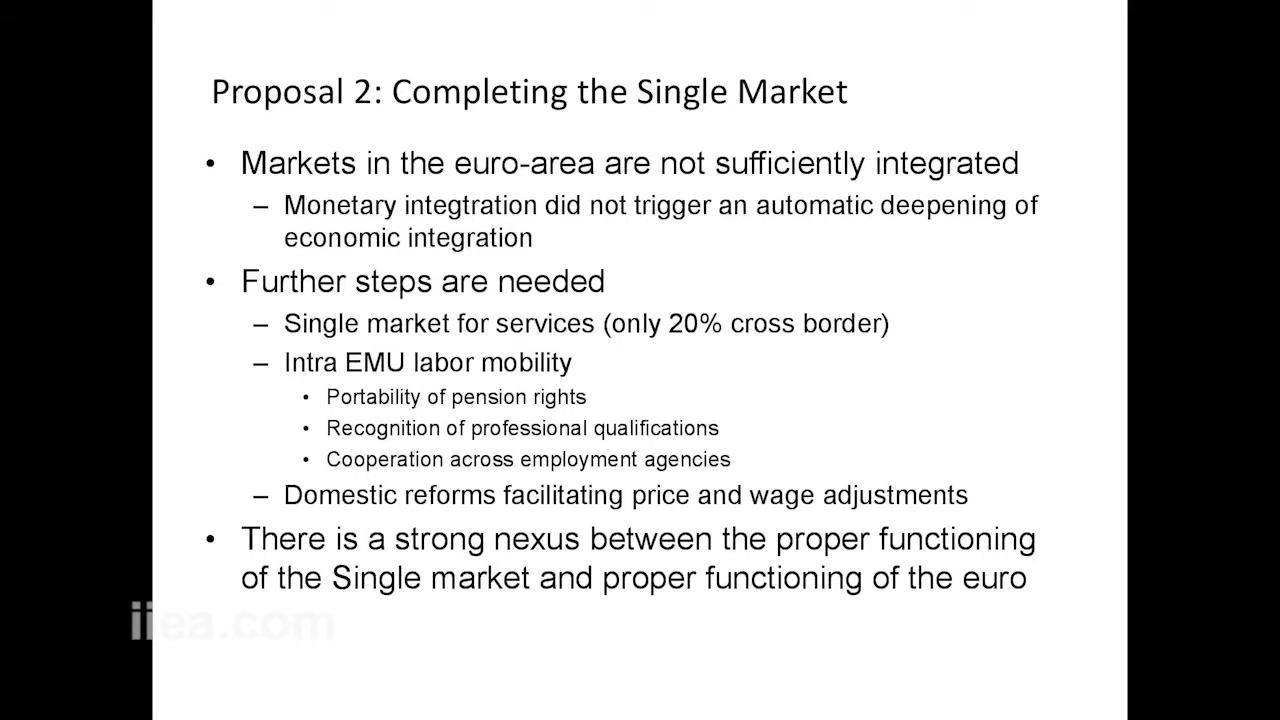 Proposal 2: Completing the Single Market
• Markets in the euro-area are not sufficiently integrated
– Monetary integtration did not trigger an automatic deepening of
economic integration
• Further steps are needed
– Single market for services (only 20% cross border)
– Intra EMU labor mobility
• Portability of pension rights
• Recognition of professional qualifications
• Cooperation across employment agencies
– Domestic reforms facilitating price and wage adjustments
• There is a strong nexus between the proper functioning
of the Single market and proper functioning of the euro
iiea.com